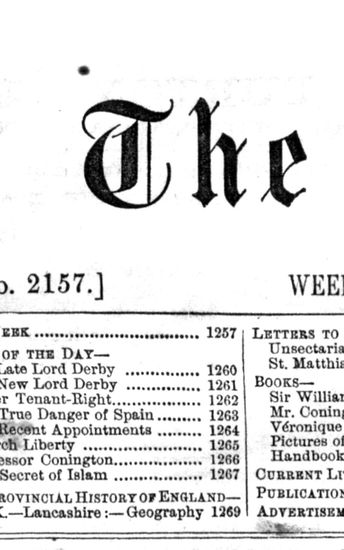 The
o. 2157.] WEE
EEK 1257
OF THE DAY—
Late Lord Derby 1260
New Lord Derby 1261
er Tenant-Right 1262
True Danger of Spain 1263
Recent Appointments 1264
rch Liberty 1265
essor Conington 1266
Secret of Islam 1267
ROVINCIAL HISTORY OF ENGLAND—
K.—Lancashire:—Geography 1269
LETTERS TO
Unsectaria
St. Matthia
BOOKS—
Sir William
Mr. Coning
Véronique
Pictures of
Handbook
CURRENT LI
PUBLICATION
ADVERTISEM